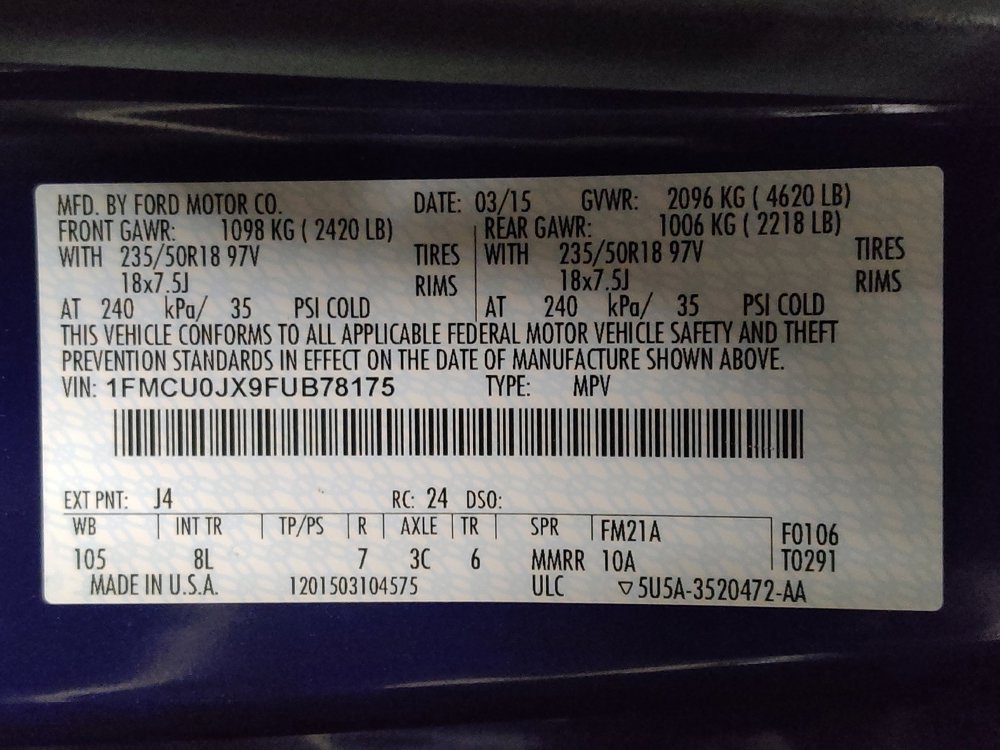 MFD. BY FORD MOTOR CO. DATE: 03/15 GVWR: 2096 KG ( 4620 LB)
FRONT GAWR: 1098 KG ( 2420 LB) REAR GAWR: 1006 KG ( 2218 LB)
WITH 235/50R18 97V TIRES WITH 235/50R18 97V TIRES
18x7.5J RIMS 18x7.5J RIMS
AT 240 kPa/ 35 PSI COLD AT 240 kPa/ 35 PSI COLD
THIS VEHICLE CONFORMS TO ALL APPLICABLE FEDERAL MOTOR VEHICLE SAFETY AND THEFT
PREVENTION STANDARDS IN EFFECT ON THE DATE OF MANUFACTURE SHOWN ABOVE.
VIN: 1FMCU0JX9FUB78175 TYPE: MPV
EXT PNT: J4 RC: 24 DSO:
WB INT TR TP/PS R AXLE TR SPR FM21A F0106
105 8L 7 3C 6 MMRR 10A T0291
MADE IN U.S.A. 1201503104575 ULC ▽5U5A-3520472-AA